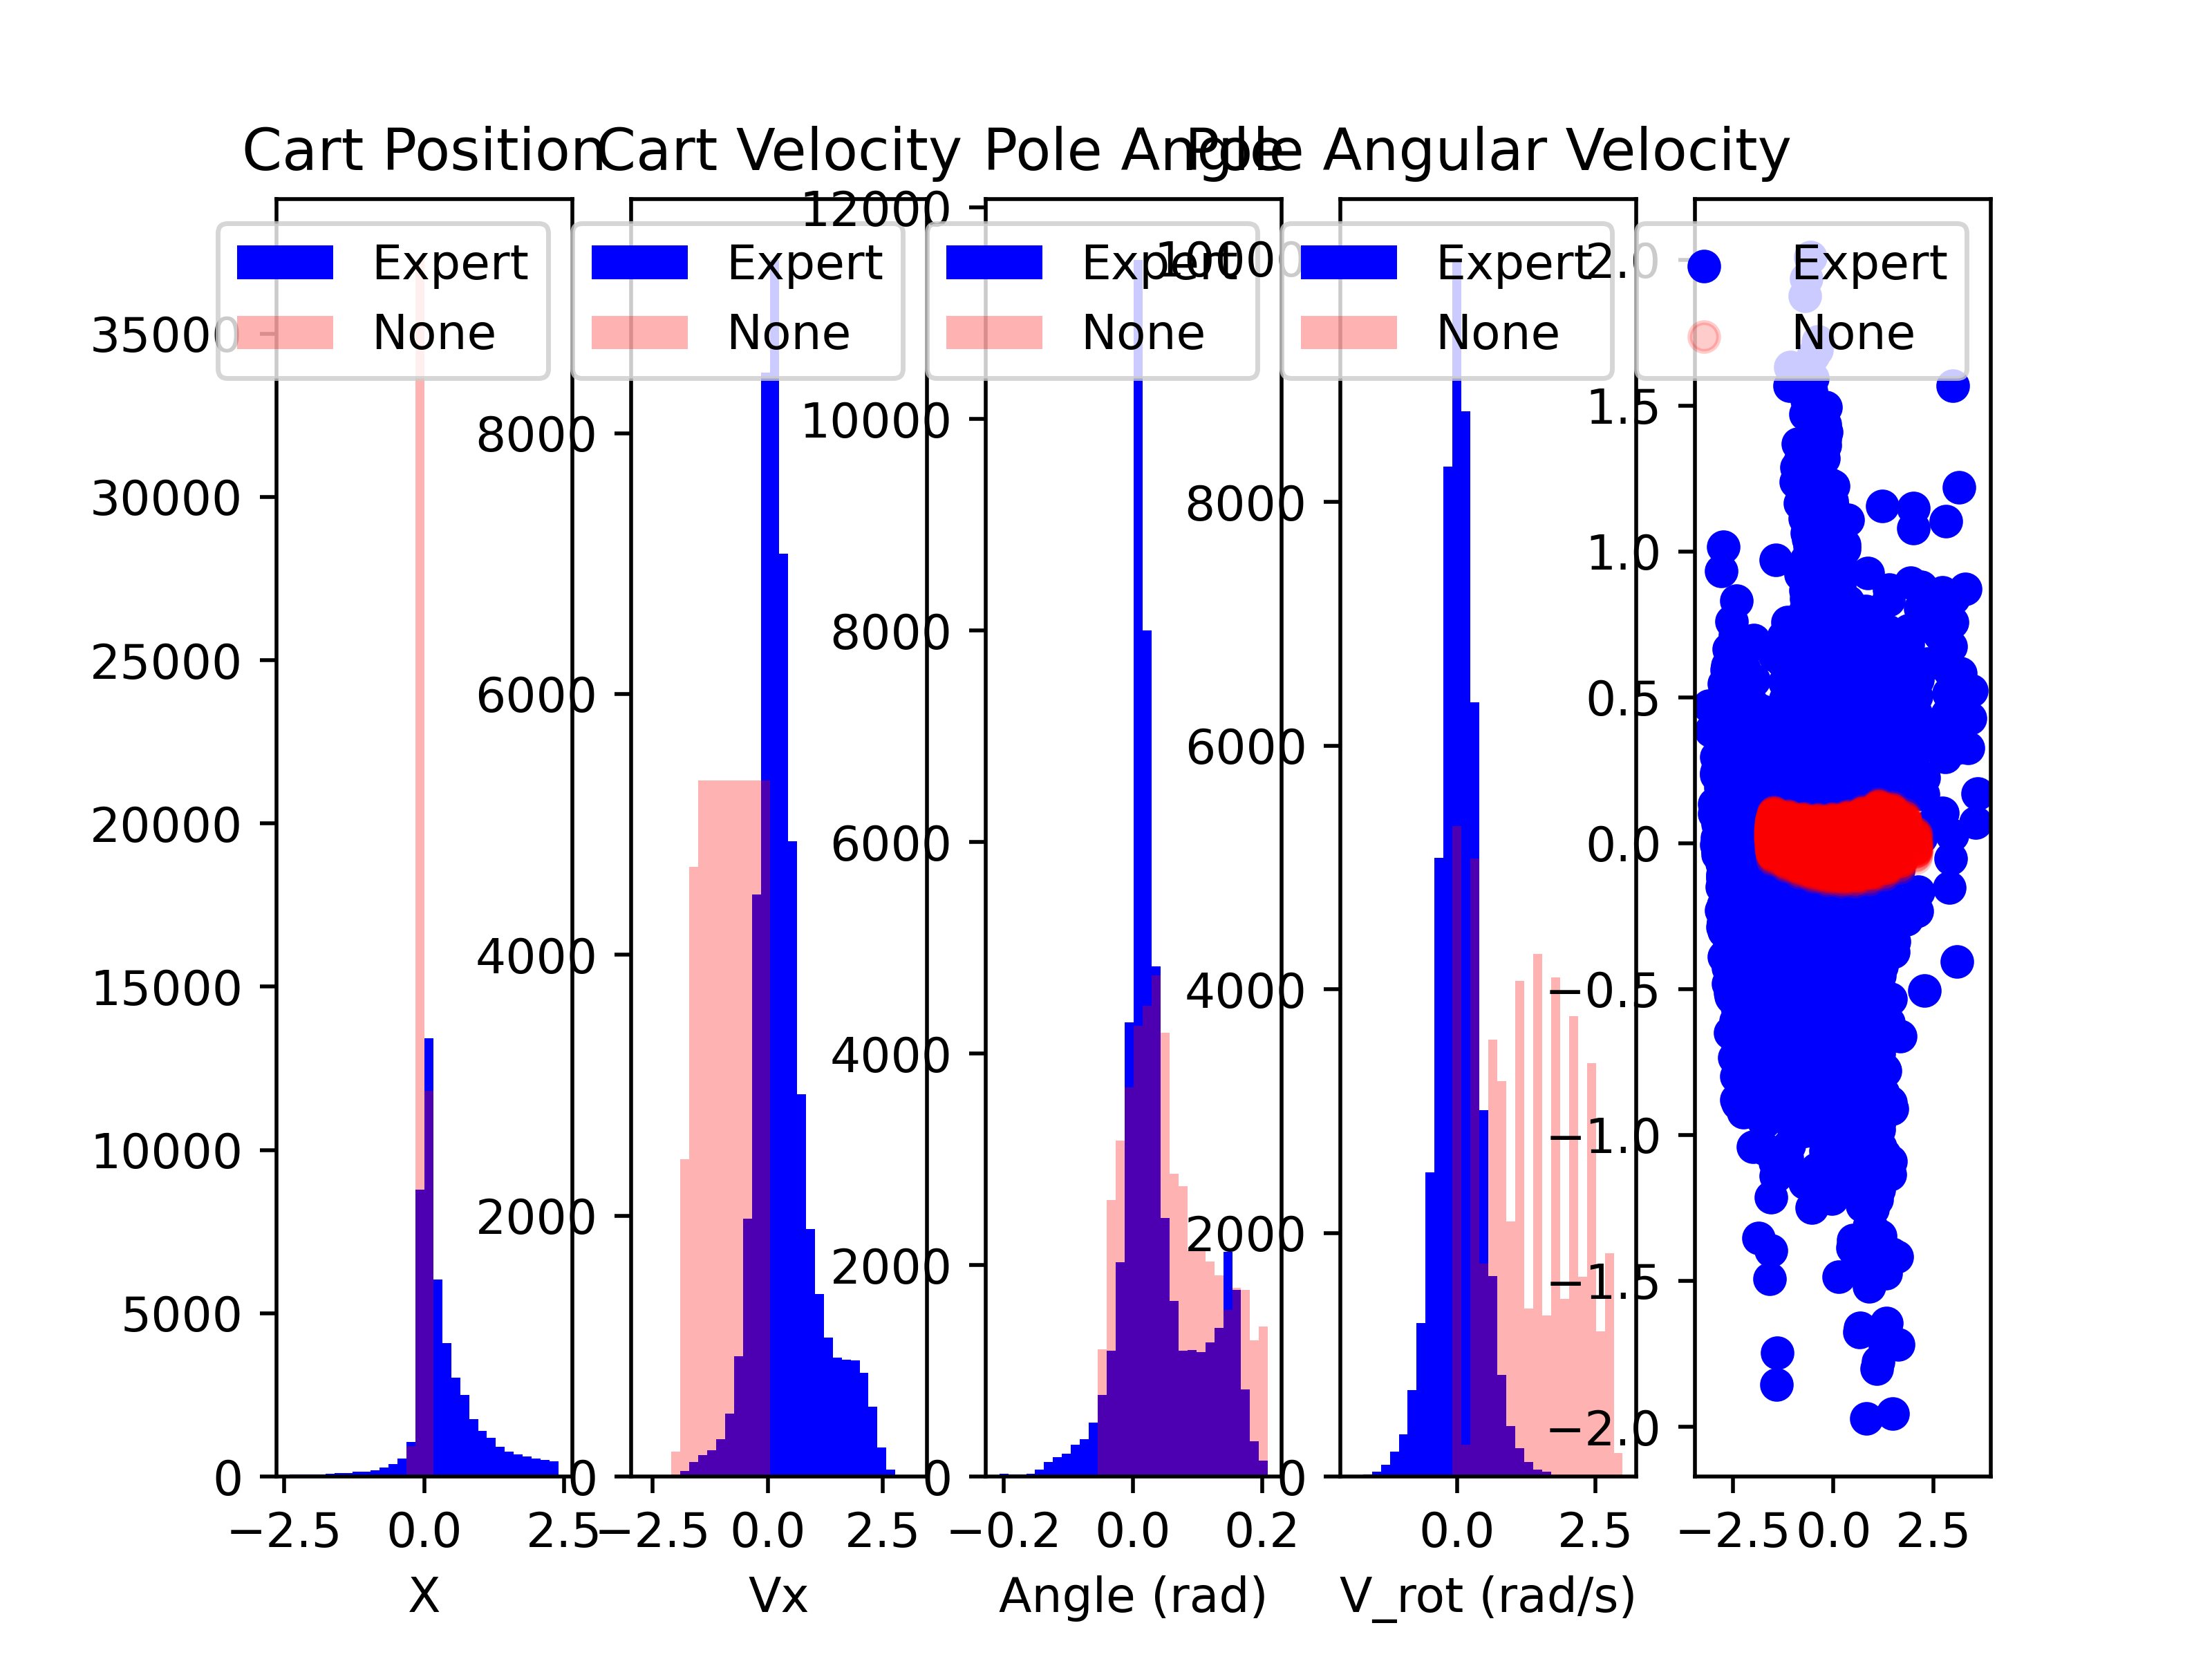 Cart Position
Cart Velocity
Pole Angle
Pole Angular Velocity
Expert
None
Expert
None
Expert
None
Expert
None
Expert
None
35000
30000
25000
20000
15000
10000
5000
0
8000
6000
4000
2000
0
12000
10000
8000
6000
4000
2000
0
10000
8000
6000
4000
2000
0
2.0
1.5
1.0
0.5
0.0
−0.5
−1.0
−1.5
−2.0
−2.5 0.0 2.5
−2.5 0.0 2.5
−0.2 0.0 0.2
0.0 2.5
−2.5 0.0 2.5
X
Vx
Angle (rad)
V_rot (rad/s)